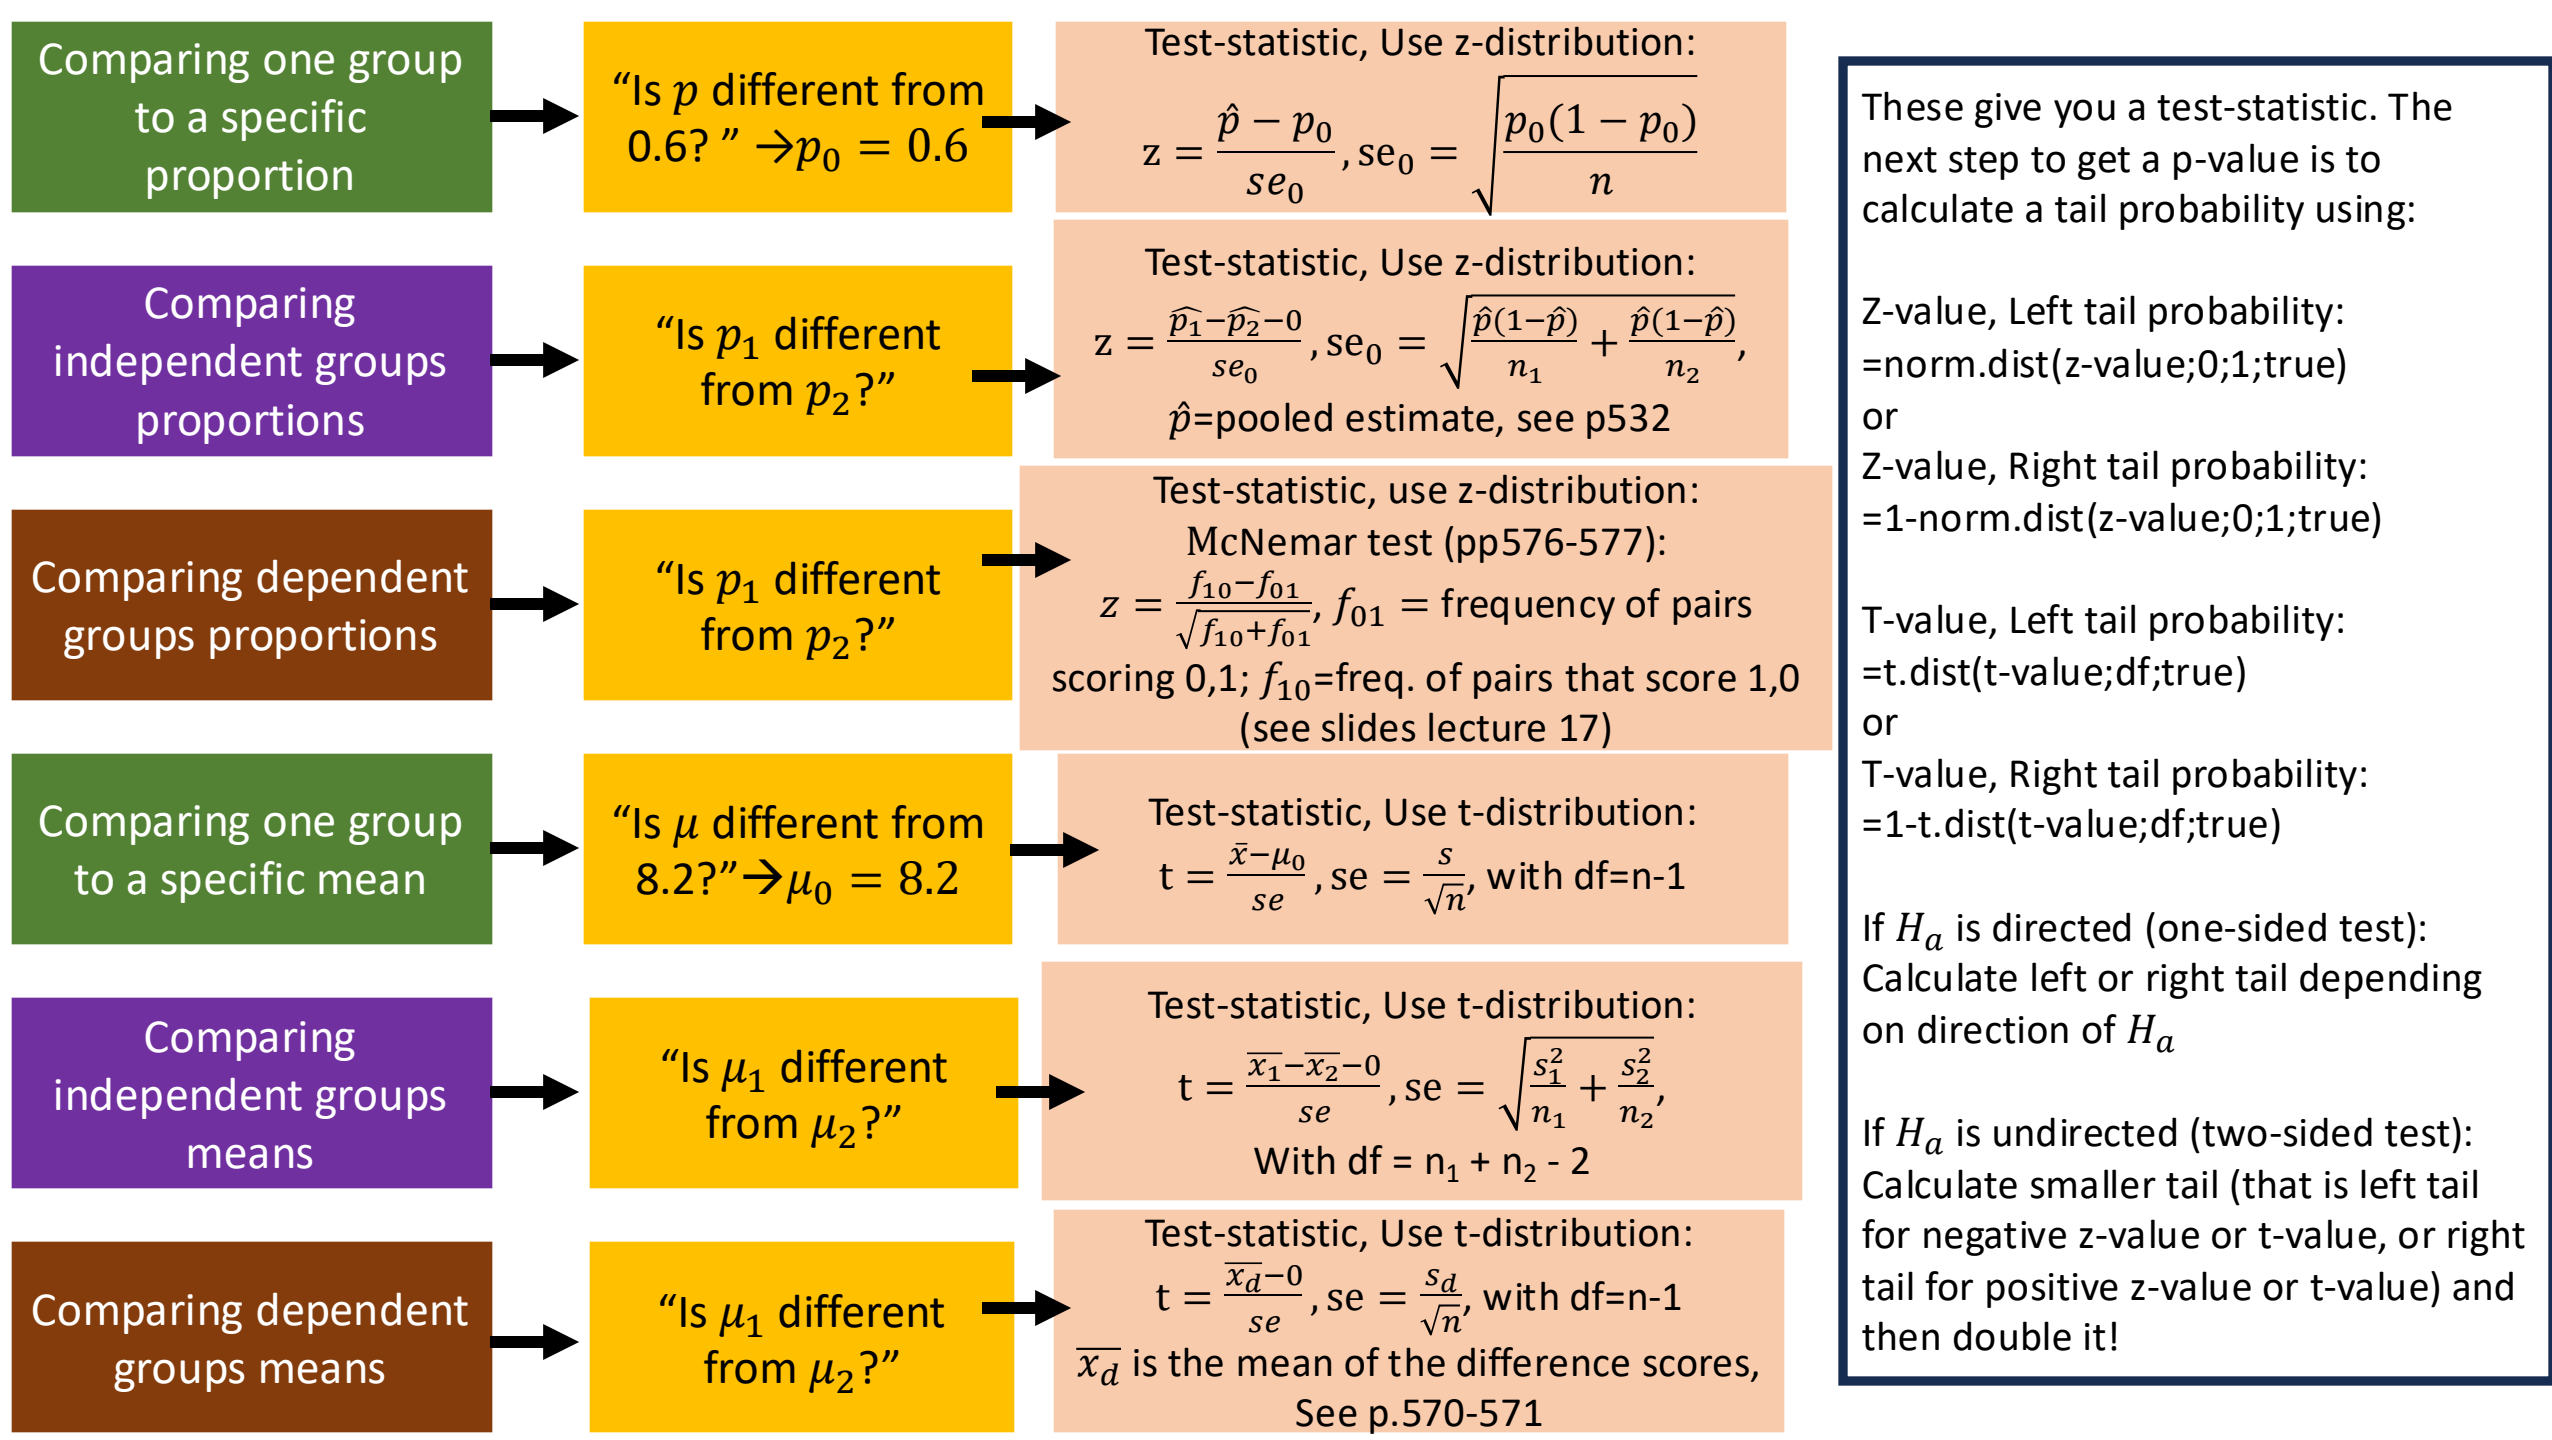 Comparing one group
to a specific
proportion
“Is p different from
0.6? ” →p₀ = 0.6
Test-statistic, Use z-distribution:
z = (p̂ − p₀)/se₀ , se₀ = √(p₀(1 − p₀)/n)
Comparing
independent groups
proportions
“Is p₁ different
from p₂?”
Test-statistic, Use z-distribution:
z = (p̂₁−p̂₂−0)/se₀ , se₀ = √(p̂(1−p̂)/n₁ + p̂(1−p̂)/n₂),
p̂=pooled estimate, see p532
Comparing dependent
groups proportions
“Is p₁ different
from p₂?”
Test-statistic, use z-distribution:
McNemar test (pp576-577):
z = (f₁₀−f₀₁)/√(f₁₀+f₀₁), f₀₁ = frequency of pairs
scoring 0,1; f₁₀=freq. of pairs that score 1,0
(see slides lecture 17)
Comparing one group
to a specific mean
“Is μ different from
8.2?”→μ₀ = 8.2
Test-statistic, Use t-distribution:
t = (x̄−μ₀)/se , se = s/√n, with df=n-1
Comparing
independent groups
means
“Is μ₁ different
from μ₂?”
Test-statistic, Use t-distribution:
t = (x̄₁−x̄₂−0)/se , se = √(s₁²/n₁ + s₂²/n₂),
With df = n₁ + n₂ - 2
Comparing dependent
groups means
“Is μ₁ different
from μ₂?”
Test-statistic, Use t-distribution:
t = (x̄_d−0)/se , se = s_d/√n, with df=n-1
x̄_d is the mean of the difference scores,
See p.570-571
These give you a test-statistic. The
next step to get a p-value is to
calculate a tail probability using:
Z-value, Left tail probability:
=norm.dist(z-value;0;1;true)
or
Z-value, Right tail probability:
=1-norm.dist(z-value;0;1;true)
T-value, Left tail probability:
=t.dist(t-value;df;true)
or
T-value, Right tail probability:
=1-t.dist(t-value;df;true)
If Hₐ is directed (one-sided test):
Calculate left or right tail depending
on direction of Hₐ
If Hₐ is undirected (two-sided test):
Calculate smaller tail (that is left tail
for negative z-value or t-value, or right
tail for positive z-value or t-value) and
then double it!